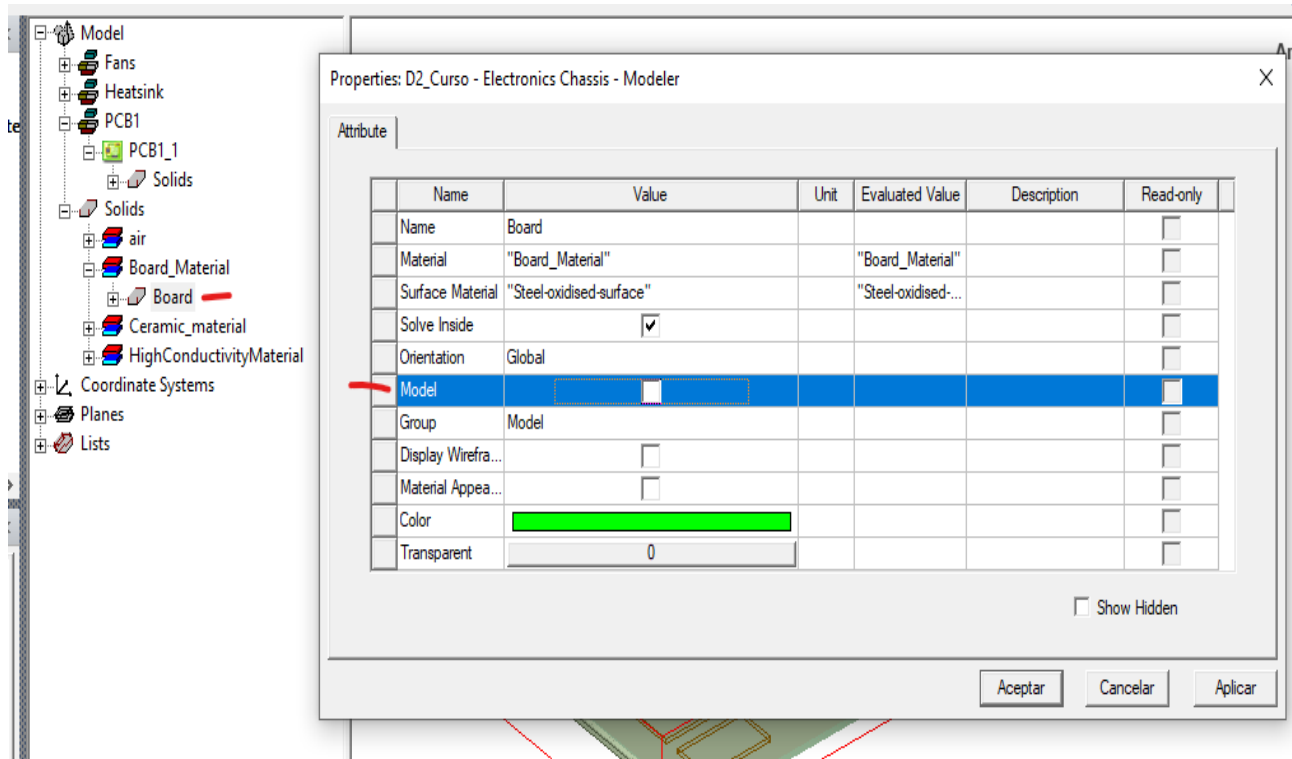 Model
Fans
Heatsink
PCB1
PCB1_1
Solids
Solids
air
Board_Material
Board
Ceramic_material
HighConductivityMaterial
Coordinate Systems
Planes
Lists
te
Ar
Properties: D2_Curso - Electronics Chassis - Modeler X
Attribute
Name Value Unit Evaluated Value Description Read-only
Name Board
Material "Board_Material" "Board_Material"
Surface Material "Steel-oxidised-surface" "Steel-oxidised-...
Solve Inside
Orientation Global
Model
Group Model
Display Wirefra...
Material Appea...
Color
Transparent 0
Show Hidden
Aceptar Cancelar Aplicar